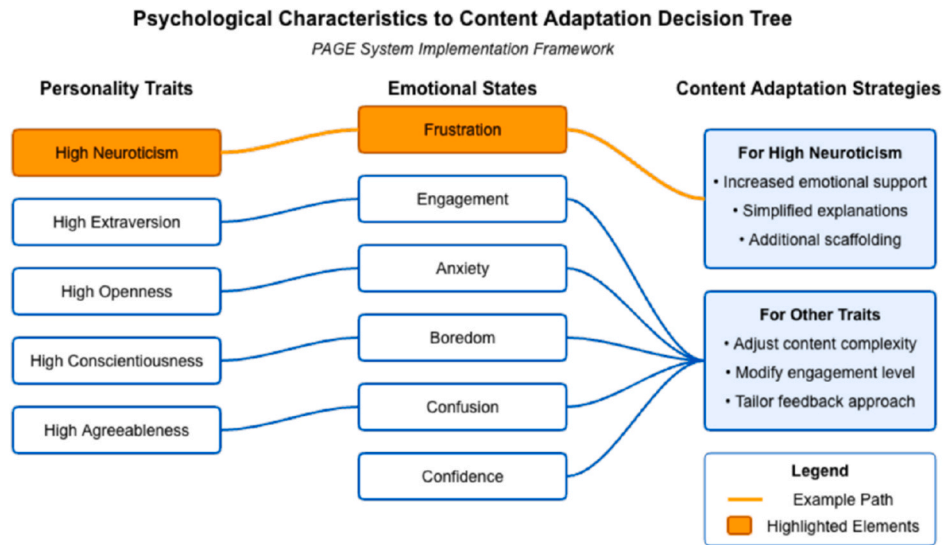 Psychological Characteristics to Content Adaptation Decision Tree
PAGE System Implementation Framework
Personality Traits
High Neuroticism
High Extraversion
High Openness
High Conscientiousness
High Agreeableness
Emotional States
Frustration
Engagement
Anxiety
Boredom
Confusion
Confidence
Content Adaptation Strategies
For High Neuroticism
• Increased emotional support
• Simplified explanations
• Additional scaffolding
For Other Traits
• Adjust content complexity
• Modify engagement level
• Tailor feedback approach
Legend
Example Path
Highlighted Elements